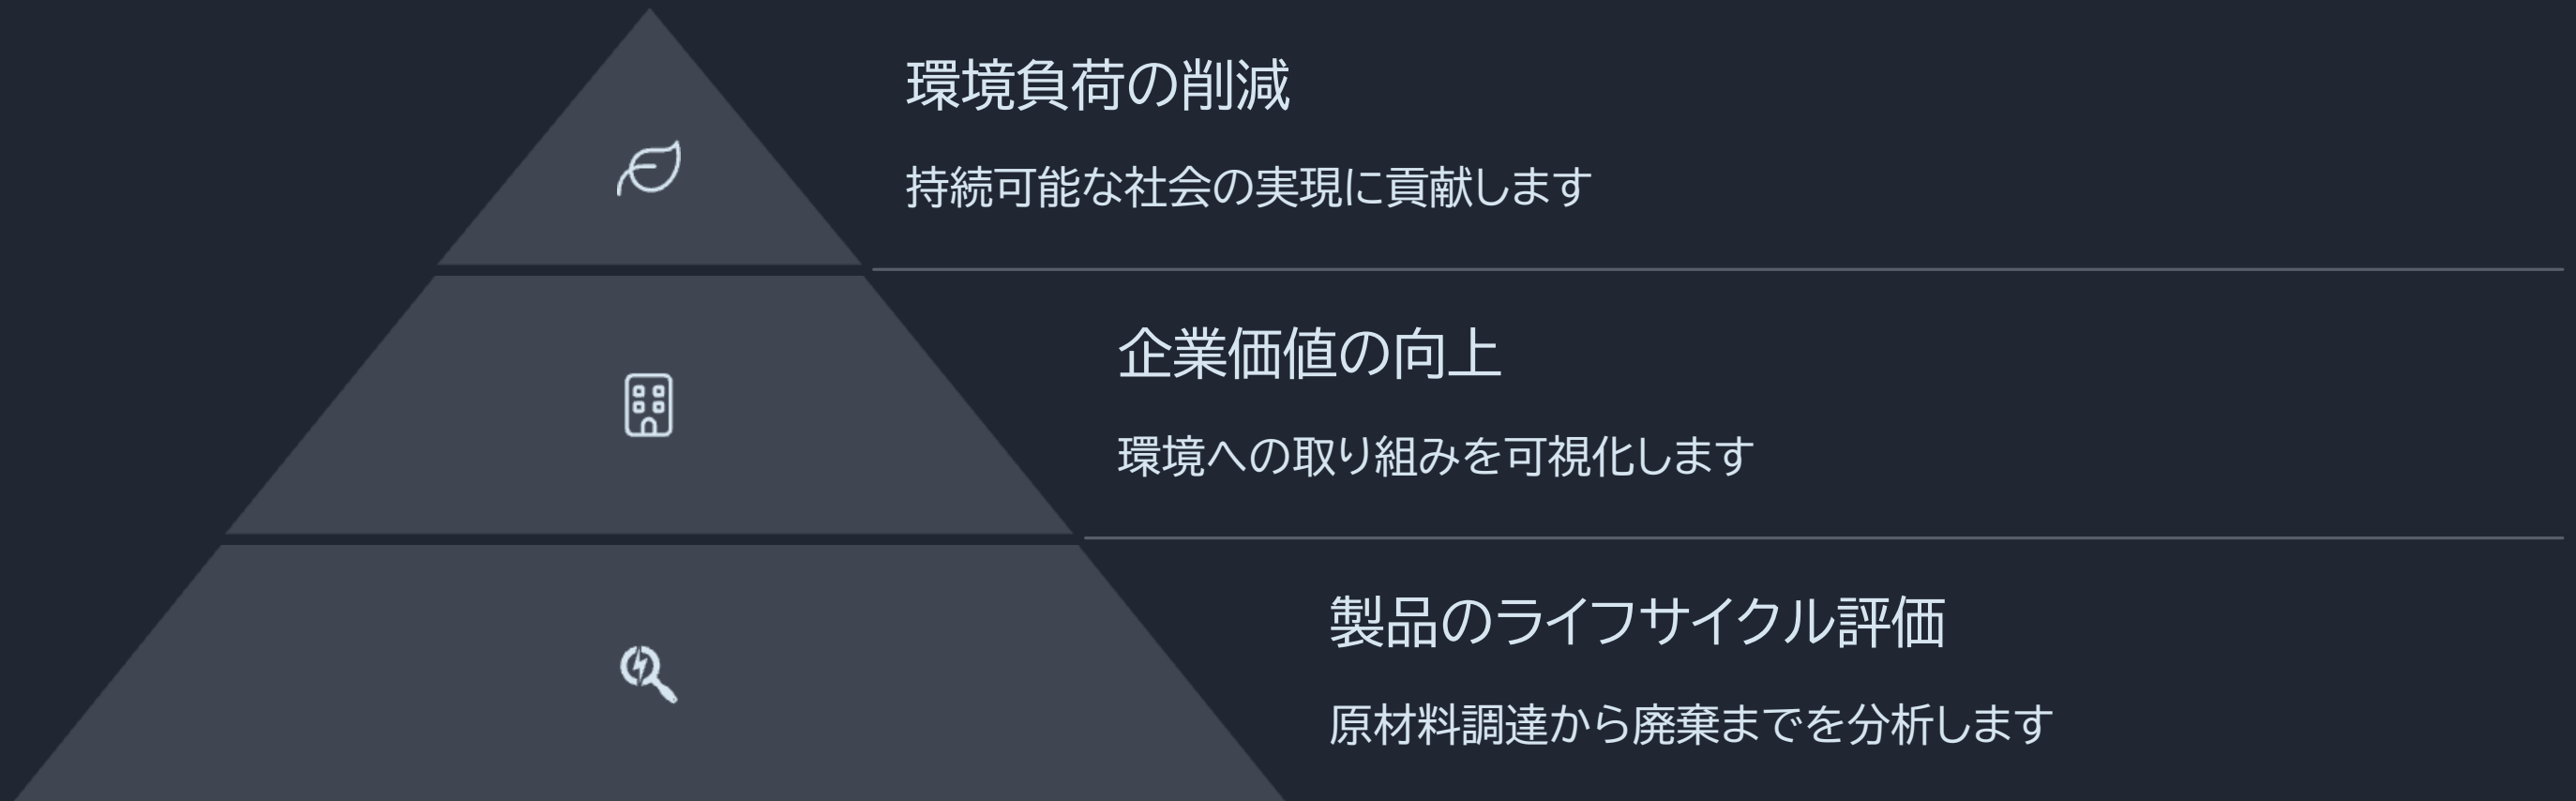 環境負荷の削減
持続可能な社会の実現に貢献します
企業価値の向上
環境への取り組みを可視化します
製品のライフサイクル評価
原材料調達から廃棄までを分析します